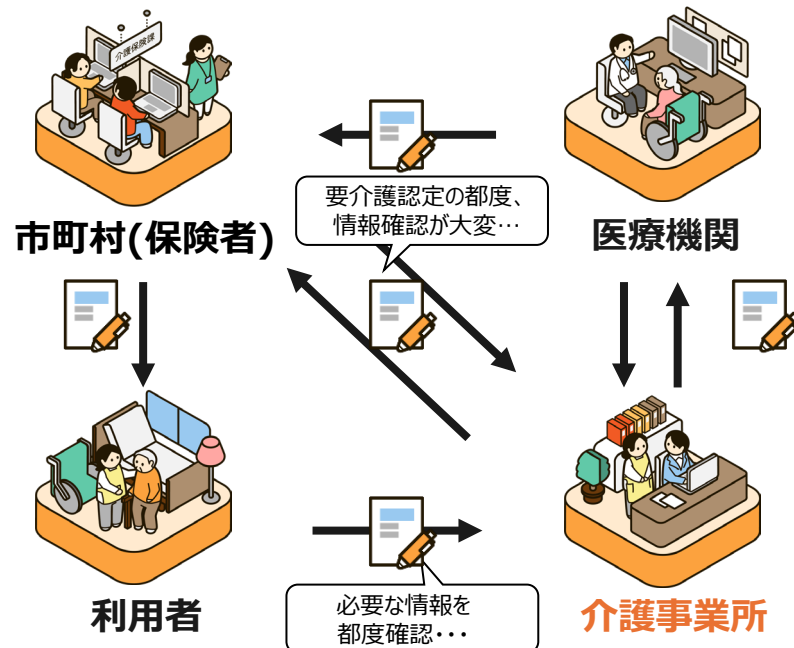 介護保険課
要介護認定の都度、
情報確認が大変…
市町村(保険者)
医療機関
利用者
介護事業所
必要な情報を
都度確認・・・